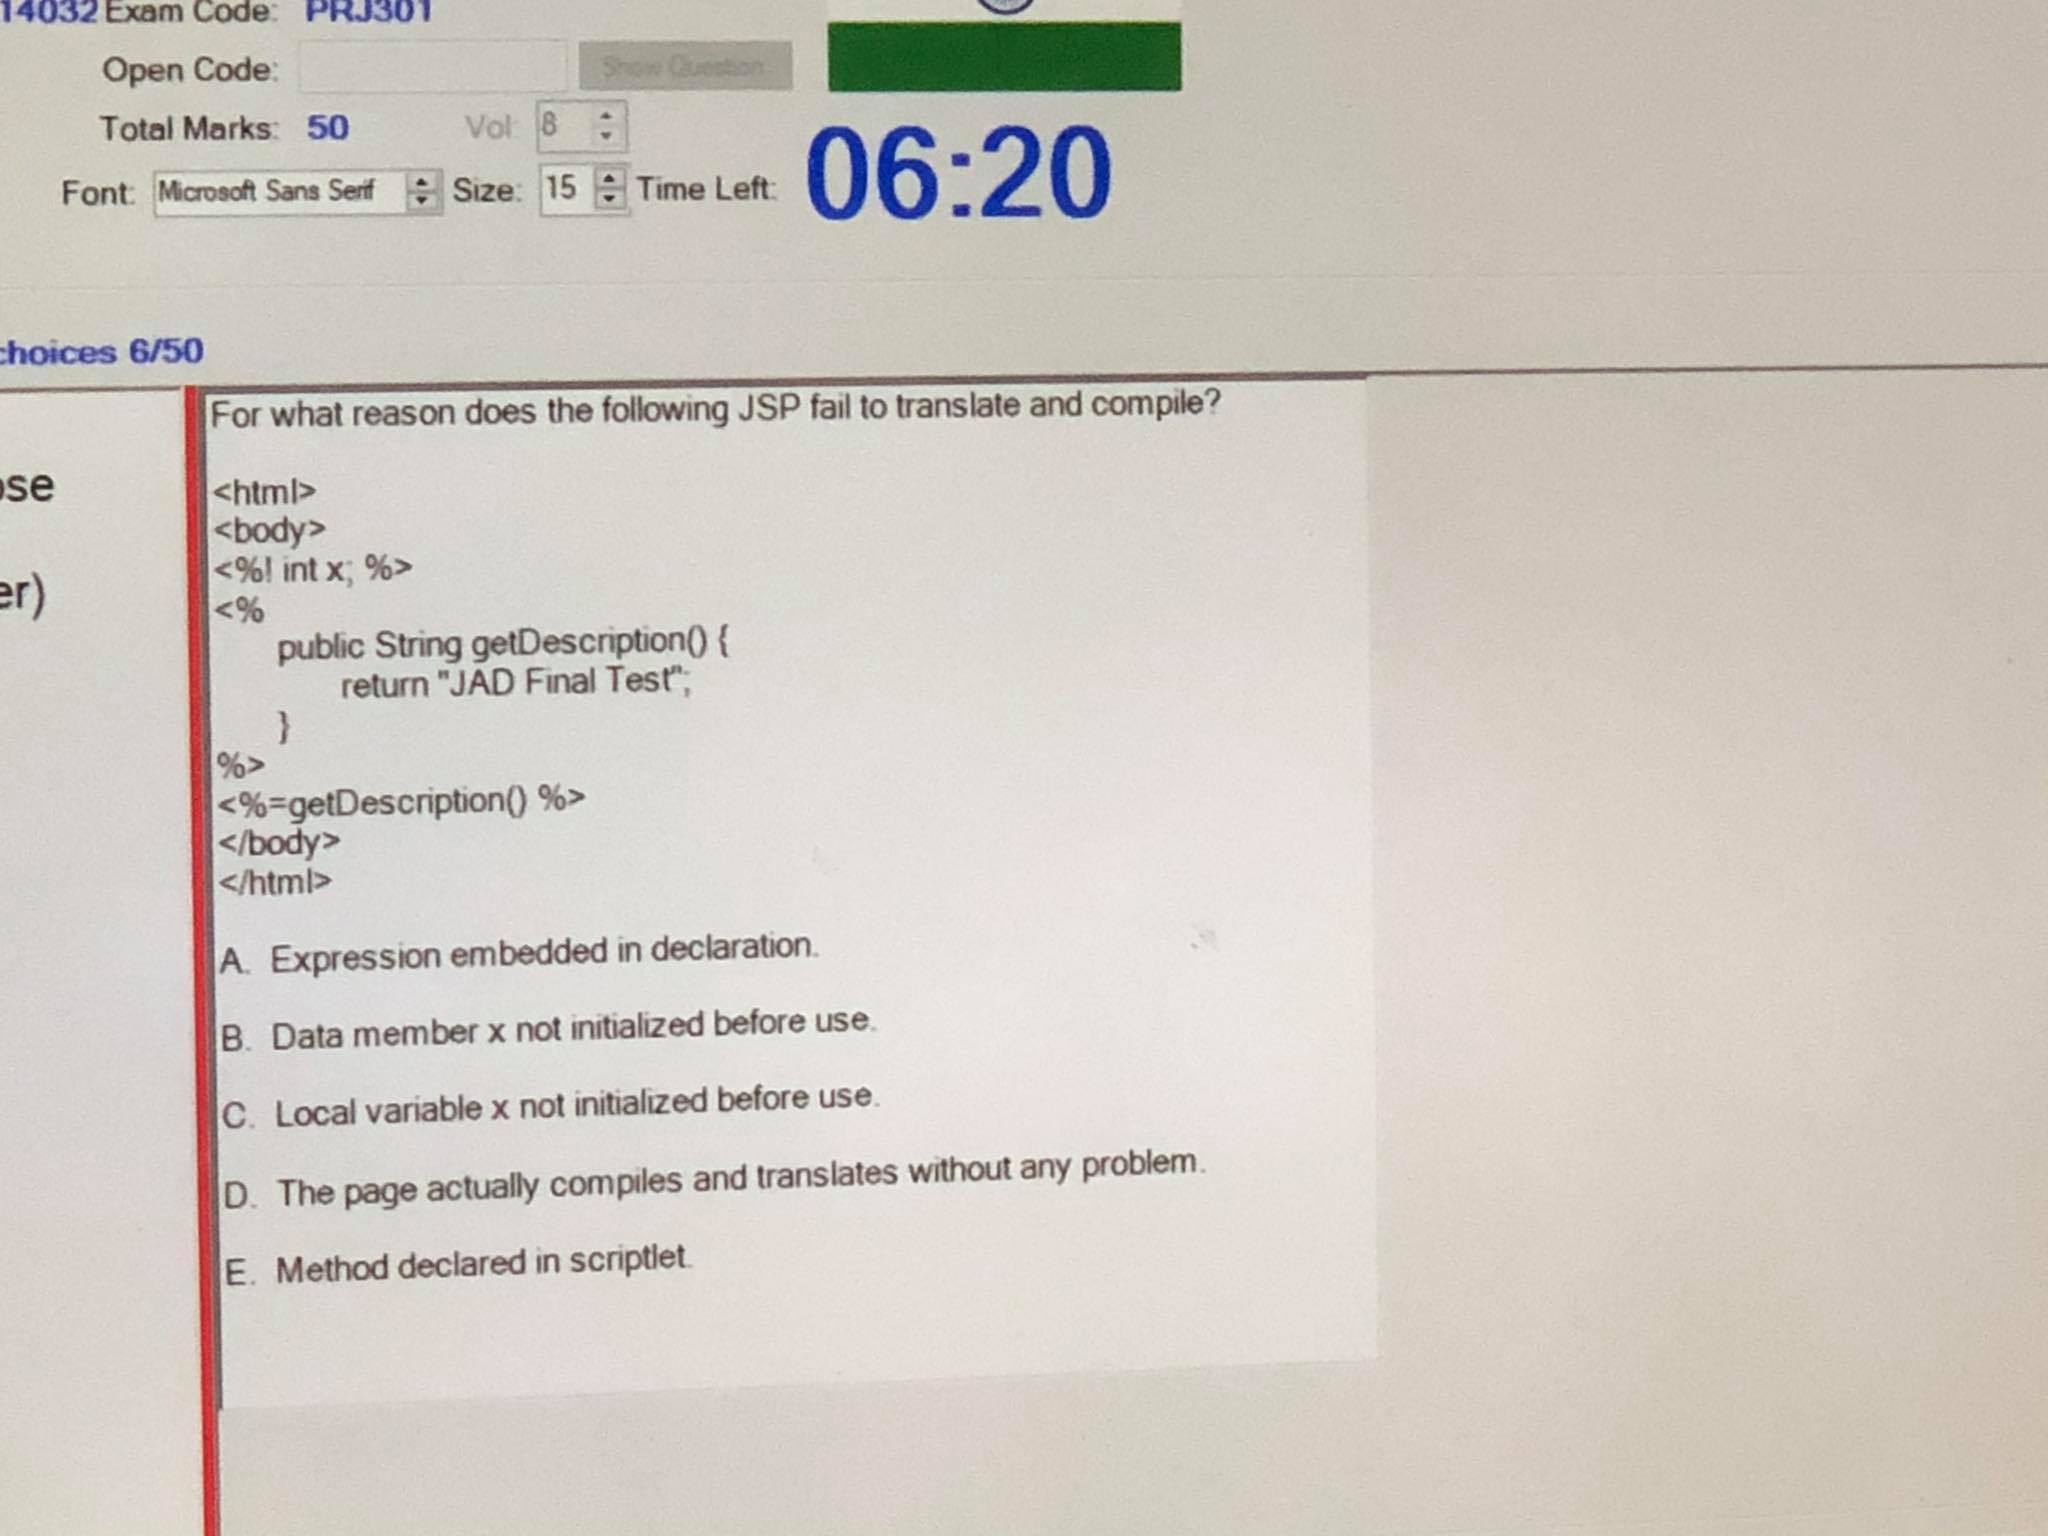 14032 Exam Code: PRJ301
Open Code:
Show Question
Total Marks: 50 Vol: 8
Font: Microsoft Sans Serif Size: 15 Time Left: 06:20
choices 6/50
ose
er)
For what reason does the following JSP fail to translate and compile?
<html>
<body>
<%! int x; %>
<%
public String getDescription() {
return "JAD Final Test";
}
%>
<%=getDescription() %>
</body>
</html>
A. Expression embedded in declaration.
B. Data member x not initialized before use.
C. Local variable x not initialized before use.
D. The page actually compiles and translates without any problem.
E. Method declared in scriptlet.